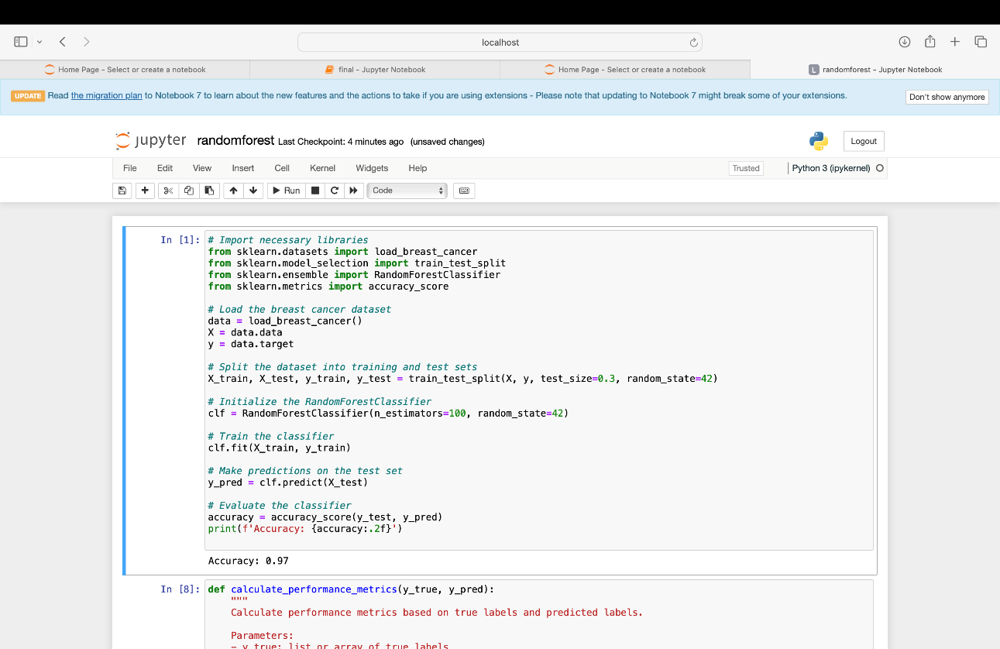 localhost
Home Page - Select or create a notebook
final - Jupyter Notebook
Home Page - Select or create a notebook
L randomforest - Jupyter Notebook
UPDATE Read the migration plan to Notebook 7 to learn about the new features and the actions to take if you are using extensions - Please note that updating to Notebook 7 might break some of your extensions.
Don't show anymore
jupyter randomforest Last Checkpoint: 4 minutes ago (unsaved changes)
Logout
File Edit View Insert Cell Kernel Widgets Help
Trusted
Python 3 (ipykernel)
Run
Code
In [1]:
# Import necessary libraries
from sklearn.datasets import load_breast_cancer
from sklearn.model_selection import train_test_split
from sklearn.ensemble import RandomForestClassifier
from sklearn.metrics import accuracy_score
# Load the breast cancer dataset
data = load_breast_cancer()
X = data.data
y = data.target
# Split the dataset into training and test sets
X_train, X_test, y_train, y_test = train_test_split(X, y, test_size=0.3, random_state=42)
# Initialize the RandomForestClassifier
clf = RandomForestClassifier(n_estimators=100, random_state=42)
# Train the classifier
clf.fit(X_train, y_train)
# Make predictions on the test set
y_pred = clf.predict(X_test)
# Evaluate the classifier
accuracy = accuracy_score(y_test, y_pred)
print(f'Accuracy: {accuracy:.2f}')
Accuracy: 0.97
In [8]:
def calculate_performance_metrics(y_true, y_pred):
"""
Calculate performance metrics based on true labels and predicted labels.
Parameters:
- y_true: list or array of true labels